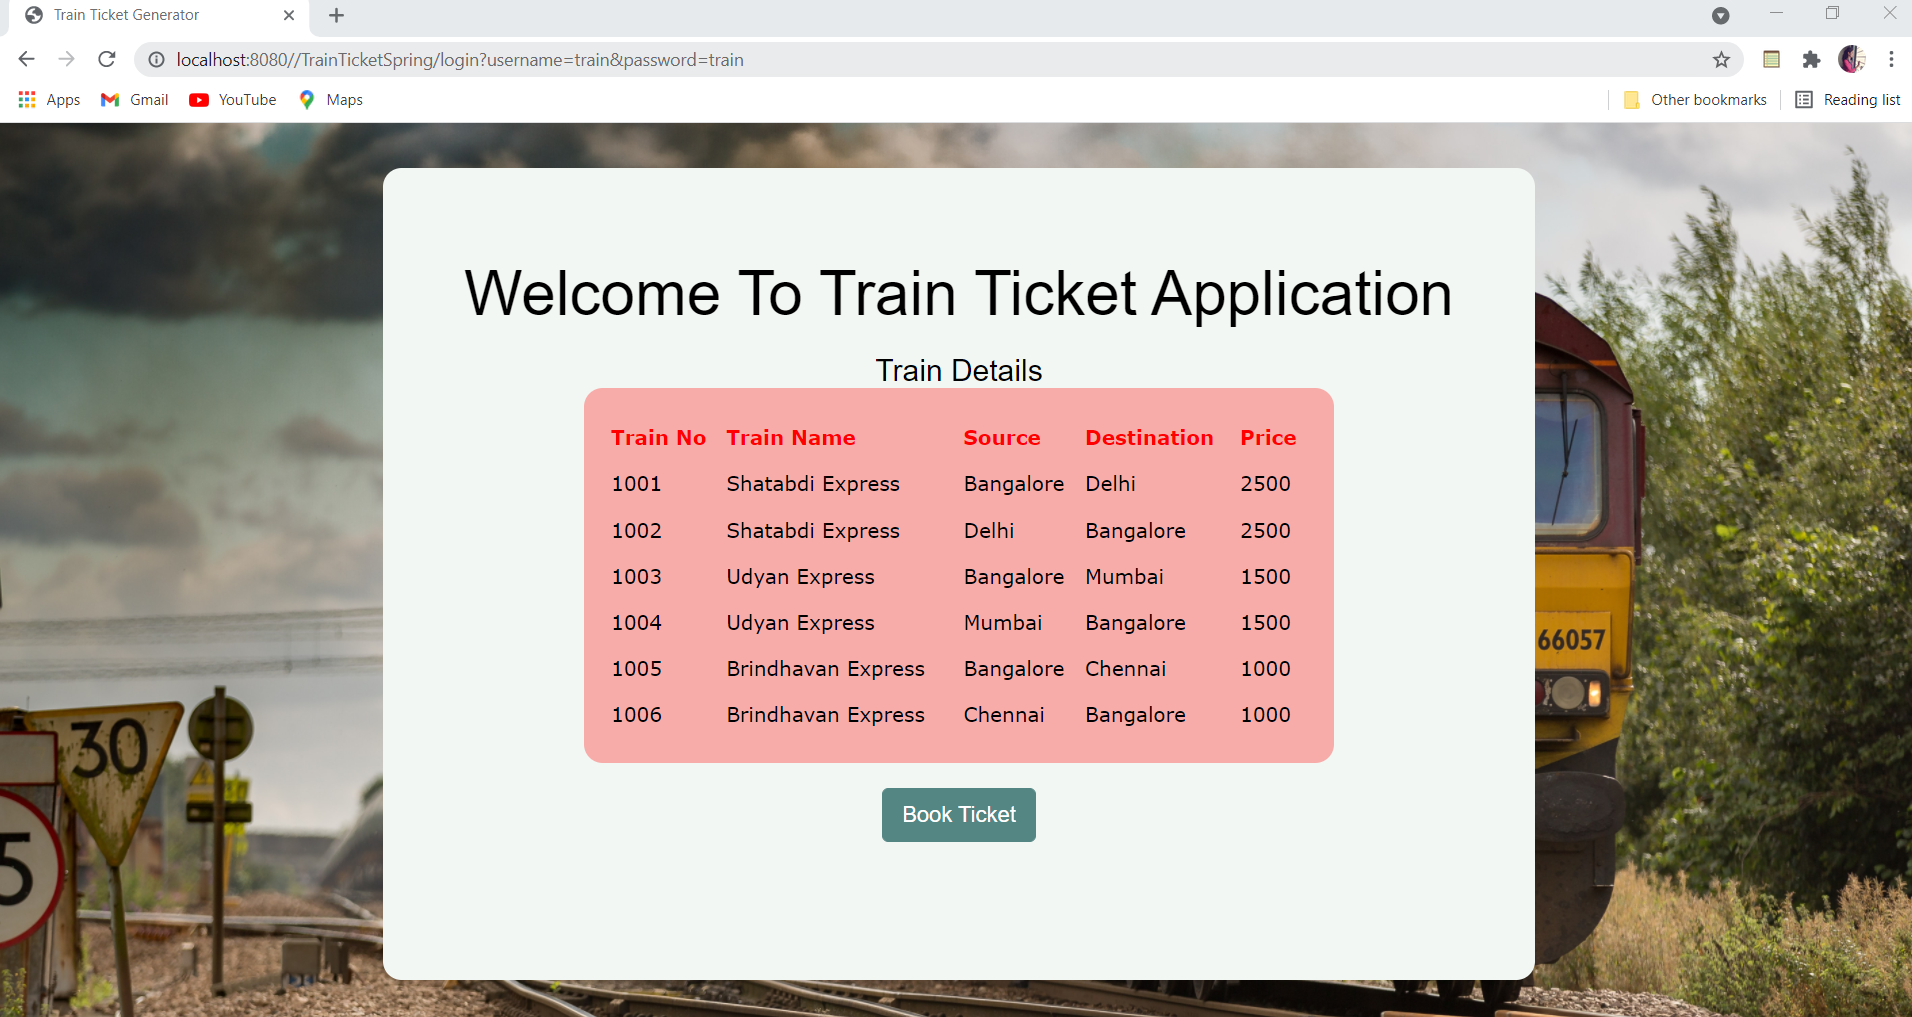 Train Ticket Generator
localhost:8080//TrainTicketSpring/login?username=train&password=train
Apps Gmail YouTube Maps Other bookmarks Reading list
Welcome To Train Ticket Application
Train Details
Train No Train Name Source Destination Price
1001 Shatabdi Express Bangalore Delhi 2500
1002 Shatabdi Express Delhi Bangalore 2500
1003 Udyan Express Bangalore Mumbai 1500
1004 Udyan Express Mumbai Bangalore 1500
1005 Brindhavan Express Bangalore Chennai 1000
1006 Brindhavan Express Chennai Bangalore 1000
Book Ticket
66057
30
5